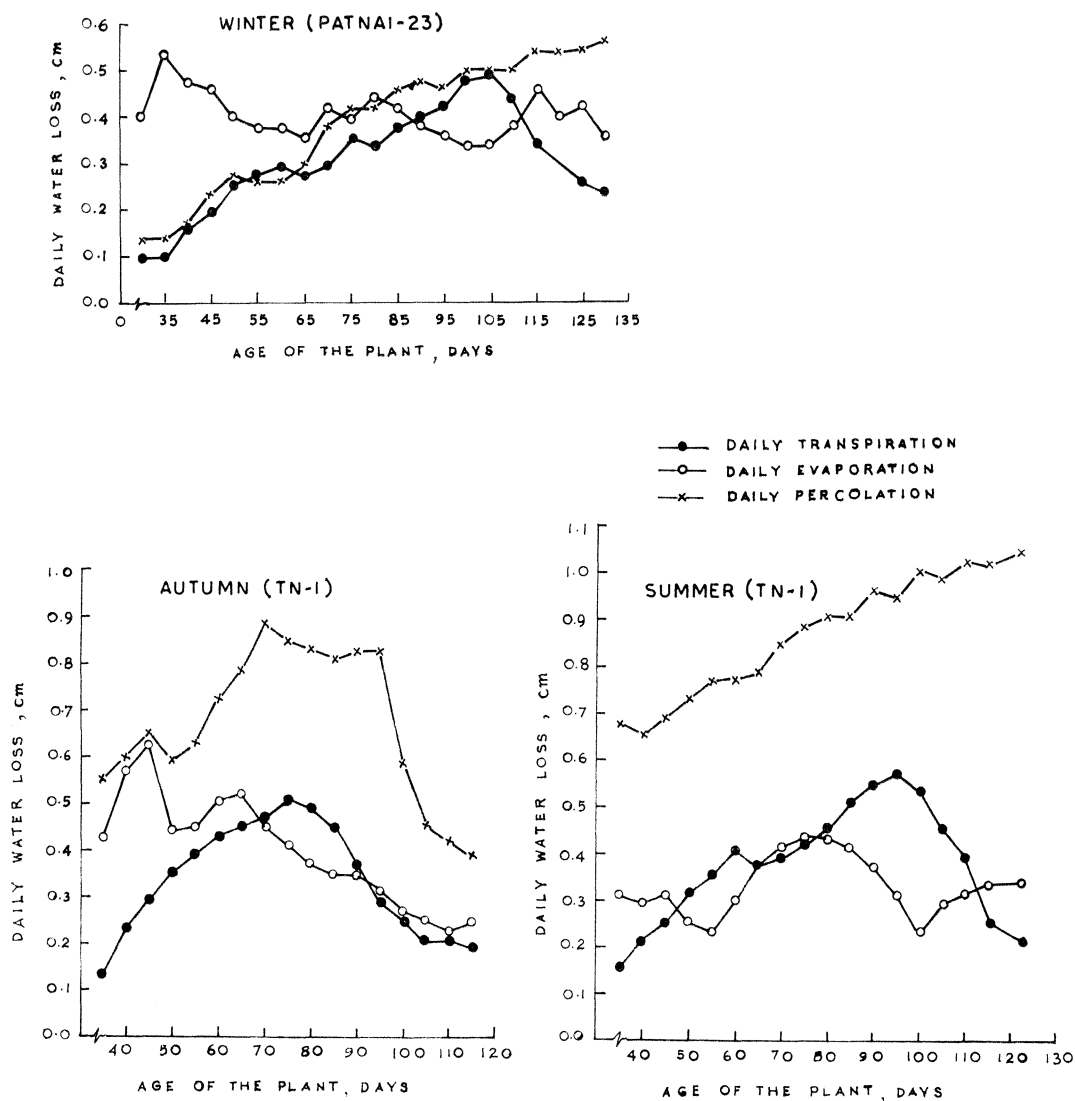 WINTER (PATNAI-23)
0.6
0.5
0.4
0.3
0.2
0.1
0.0
DAILY WATER LOSS, cm
0 35 45 55 65 75 85 95 105 115 125 135
AGE OF THE PLANT, DAYS
DAILY TRANSPIRATION
DAILY EVAPORATION
DAILY PERCOLATION
AUTUMN (TN-1)
1.0
0.9
0.8
0.7
0.6
0.5
0.4
0.3
0.2
0.1
0.0
DAILY WATER LOSS, cm
40 50 60 70 80 90 100 110 120
AGE OF THE PLANT, DAYS
SUMMER (TN-1)
1.1
1.0
0.9
0.8
0.7
0.6
0.5
0.4
0.3
0.2
0.1
0.0
DAILY WATER LOSS, cm
40 50 60 70 80 90 100 110 120 130
AGE OF THE PLANT, DAYS